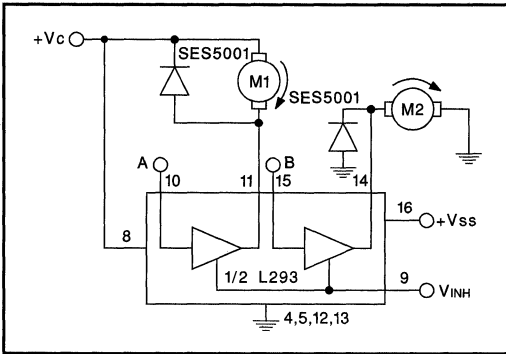 +Vc
SES5001
M1
SES5001
M2
A
B
10
11
15
14
16
+Vss
8
1/2 L293
9
VINH
4,5,12,13